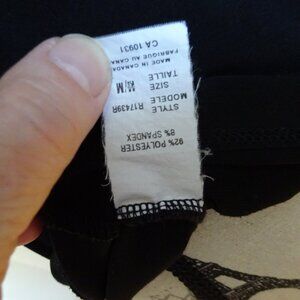 CA 10931
FABRIQUE AU CANADA
MADE IN CANADA
TAILLE
SIZE M/M
MODELE
STYLE R17439R
92% POLYESTER
8% SPANDEX